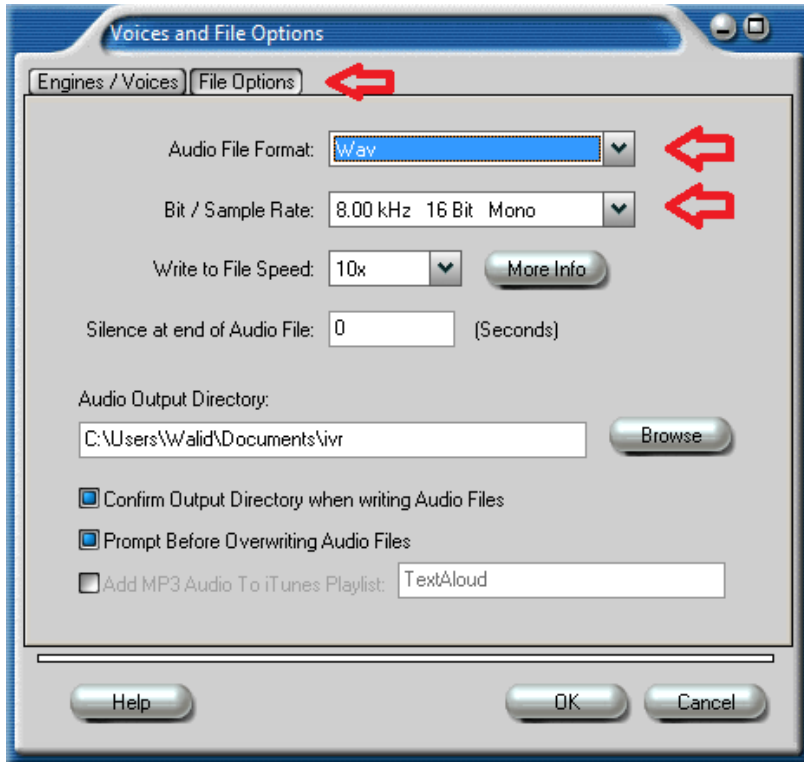 Voices and File Options
Engines / Voices File Options
Audio File Format: Wav
Bit / Sample Rate: 8.00 kHz 16 Bit Mono
Write to File Speed: 10x More Info
Silence at end of Audio File: 0 (Seconds)
Audio Output Directory:
C:\Users\Walid\Documents\ivr Browse
Confirm Output Directory when writing Audio Files
Prompt Before Overwriting Audio Files
Add MP3 Audio To iTunes Playlist: TextAloud
Help OK Cancel